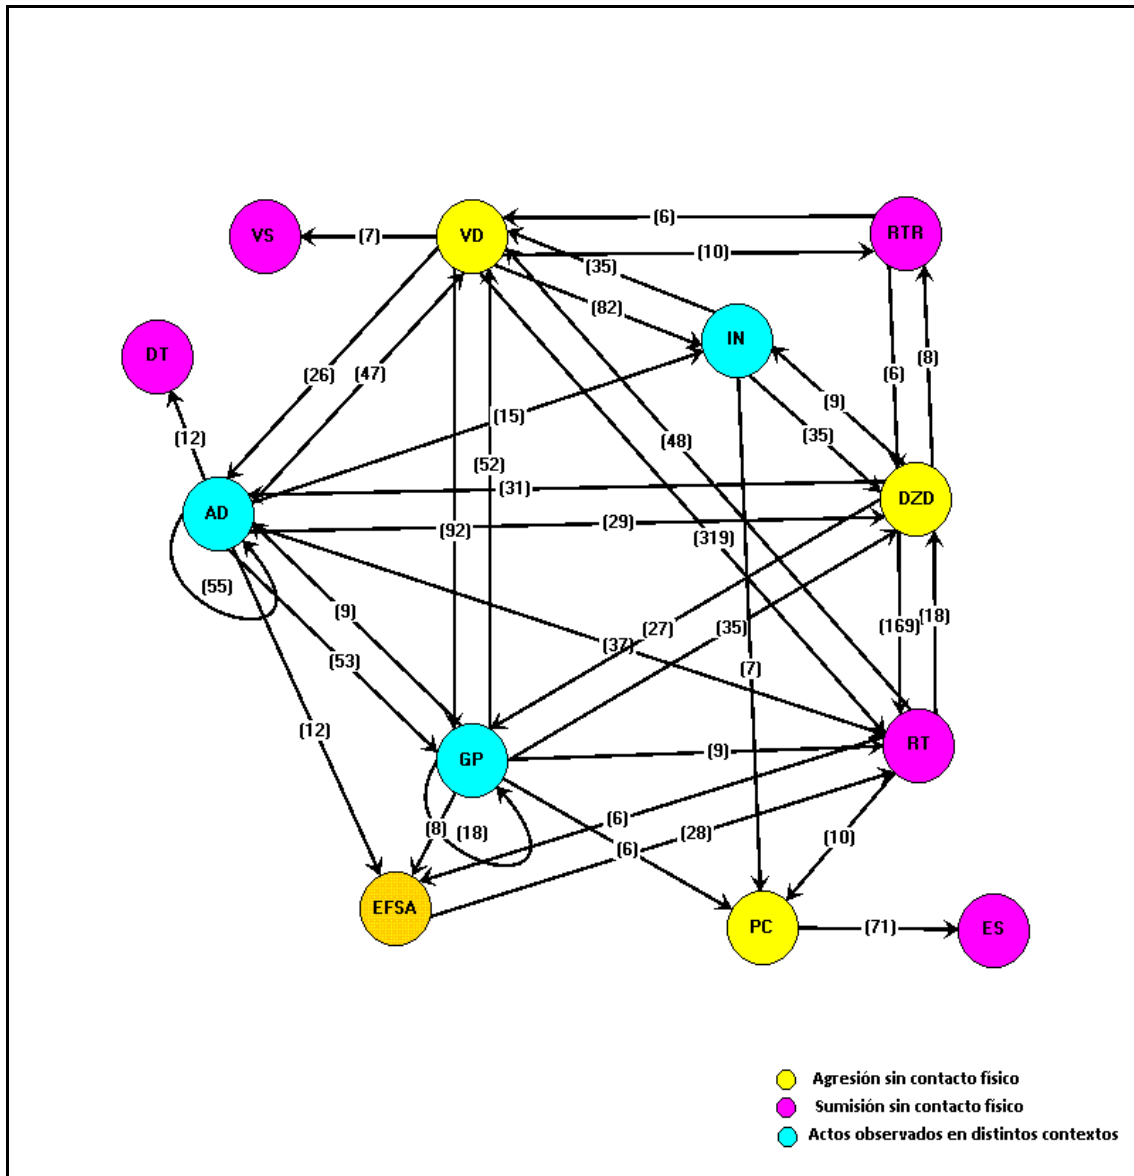 (6)
VS
(7)
VD
RTR
(10)
(35)
(82)
IN
DT
(26)
(47)
(6)
(8)
(9)
(15)
(12)
(48)
(35)
(52)
(31)
DZD
AD
(92)
(29)
(319)
(55)
(9)
(27)
(35)
(169)
(18)
(53)
(37)
(7)
(12)
GP
(9)
RT
(6)
(8)
(18)
(28)
(6)
(10)
EFSA
PC
(71)
ES
Agresión sin contacto físico
Sumisión sin contacto físico
Actos observados en distintos contextos